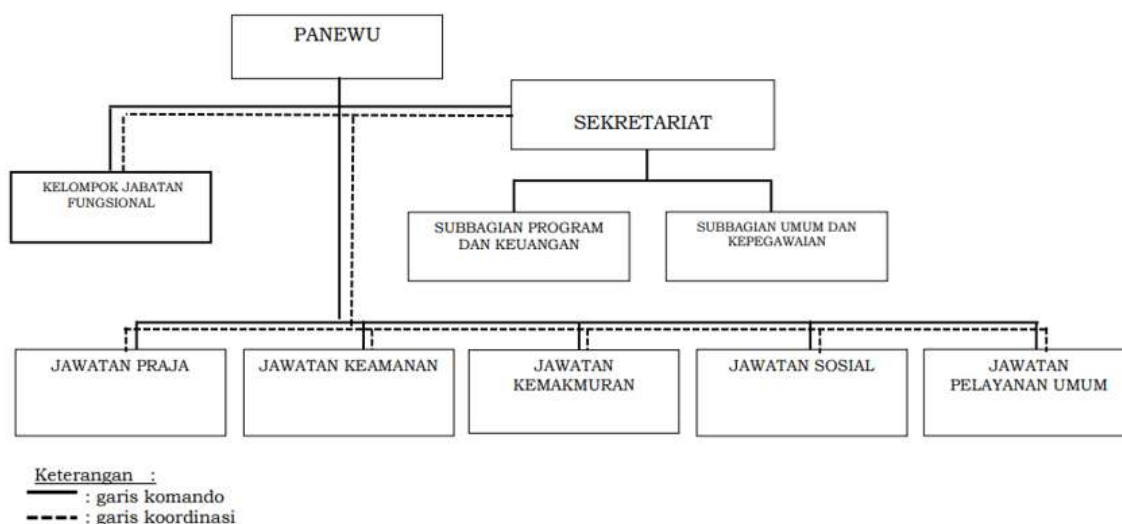 PANEWU
SEKRETARIAT
KELOMPOK JABATAN
FUNGSIONAL
SUBBAGIAN PROGRAM
DAN KEUANGAN
SUBBAGIAN UMUM DAN
KEPEGAWAIAN
JAWATAN PRAJA
JAWATAN KEAMANAN
JAWATAN
KEMAKMURAN
JAWATAN SOSIAL
JAWATAN
PELAYANAN UMUM
Keterangan :
: garis komando
: garis koordinasi